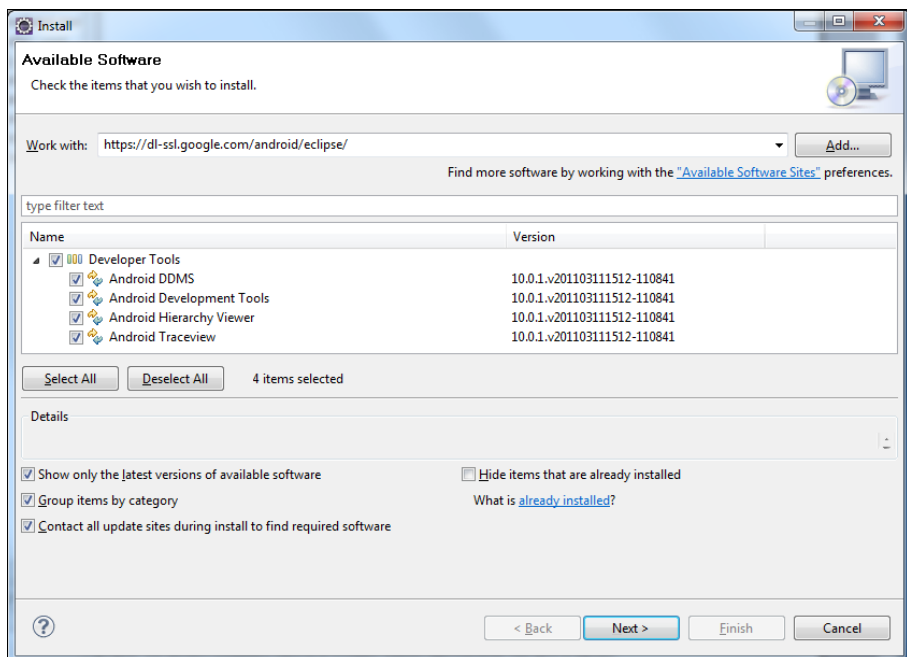 Install
Available Software
Check the items that you wish to install.
Work with: https://dl-ssl.google.com/android/eclipse/ Add...
Find more software by working with the "Available Software Sites" preferences.
type filter text
Name Version
Developer Tools
Android DDMS 10.0.1.v201103111512-110841
Android Development Tools 10.0.1.v201103111512-110841
Android Hierarchy Viewer 10.0.1.v201103111512-110841
Android Traceview 10.0.1.v201103111512-110841
Select All Deselect All 4 items selected
Details
Show only the latest versions of available software Hide items that are already installed
Group items by category What is already installed?
Contact all update sites during install to find required software
? < Back Next > Finish Cancel